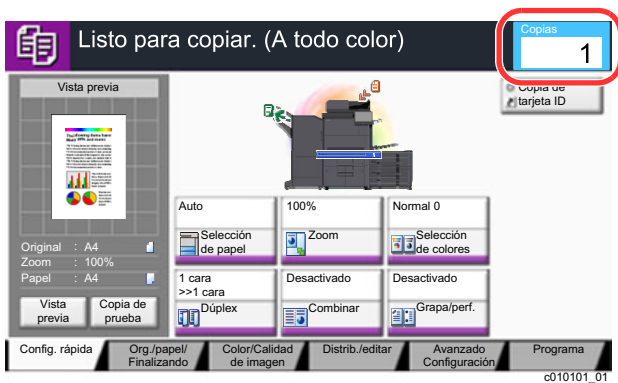 Listo para copiar. (A todo color)
Copias
1
Vista previa
Copia de
tarjeta ID
1
Original : A4
Zoom : 100%
Papel : A4
Vista
previa
Copia de
prueba
Auto
Selección
de papel
100%
Zoom
Normal 0
Selección
de colores
1 cara
>>1 cara
Dúplex
Desactivado
Combinar
Desactivado
Grapa/perf.
Config. rápida
Org./papel/
Finalizando
Color/Calidad
de imagen
Distrib./editar
Avanzado
Configuración
Programa
c010101_01